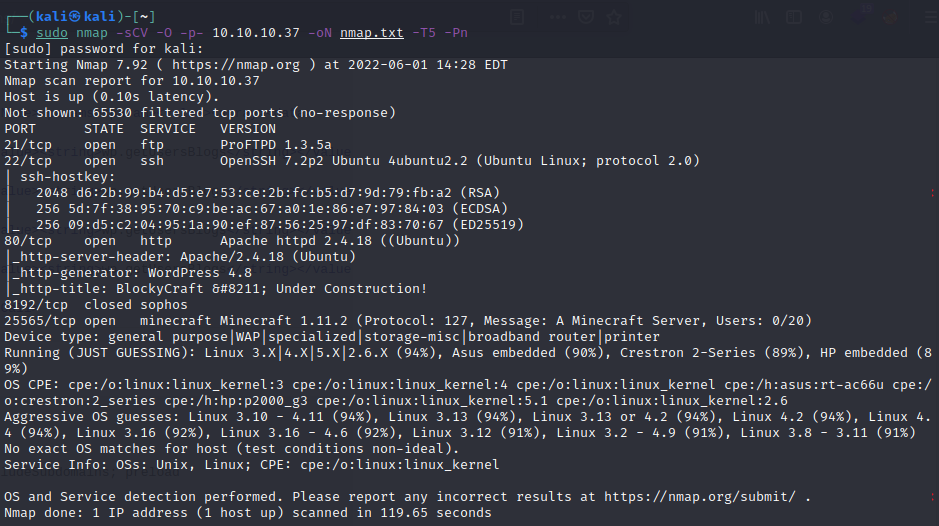 ┌──(kali㉿kali)-[~]
└─$ sudo nmap -sCV -O -p- 10.10.10.37 -oN nmap.txt -T5 -Pn
[sudo] password for kali:
Starting Nmap 7.92 ( https://nmap.org ) at 2022-06-01 14:28 EDT
Nmap scan report for 10.10.10.37
Host is up (0.10s latency).
Not shown: 65530 filtered tcp ports (no-response)
PORT      STATE  SERVICE   VERSION
21/tcp    open   ftp       ProFTPD 1.3.5a
22/tcp    open   ssh       OpenSSH 7.2p2 Ubuntu 4ubuntu2.2 (Ubuntu Linux; protocol 2.0)
| ssh-hostkey:
|   2048 d6:2b:99:b4:d5:e7:53:ce:2b:fc:b5:d7:9d:79:fb:a2 (RSA)
|   256 5d:7f:38:95:70:c9:be:ac:67:a0:1e:86:e7:97:84:03 (ECDSA)
|_  256 09:d5:c2:04:95:1a:90:ef:87:56:25:97:df:83:70:67 (ED25519)
80/tcp    open   http      Apache httpd 2.4.18 ((Ubuntu))
|_http-server-header: Apache/2.4.18 (Ubuntu)
|_http-generator: WordPress 4.8
|_http-title: BlockyCraft &#8211; Under Construction!
8192/tcp  closed sophos
25565/tcp open   minecraft Minecraft 1.11.2 (Protocol: 127, Message: A Minecraft Server, Users: 0/20)
Device type: general purpose|WAP|specialized|storage-misc|broadband router|printer
Running (JUST GUESSING): Linux 3.X|4.X|5.X|2.6.X (94%), Asus embedded (90%), Crestron 2-Series (89%), HP embedded (8
9%)
OS CPE: cpe:/o:linux:linux_kernel:3 cpe:/o:linux:linux_kernel:4 cpe:/o:linux:linux_kernel cpe:/h:asus:rt-ac66u cpe:/
o:crestron:2_series cpe:/h:hp:p2000_g3 cpe:/o:linux:linux_kernel:5.1 cpe:/o:linux:linux_kernel:2.6
Aggressive OS guesses: Linux 3.10 - 4.11 (94%), Linux 3.13 (94%), Linux 3.13 or 4.2 (94%), Linux 4.2 (94%), Linux 4.
4 (94%), Linux 3.16 (92%), Linux 3.16 - 4.6 (92%), Linux 3.12 (91%), Linux 3.2 - 4.9 (91%), Linux 3.8 - 3.11 (91%)
No exact OS matches for host (test conditions non-ideal).
Service Info: OSs: Unix, Linux; CPE: cpe:/o:linux:linux_kernel
OS and Service detection performed. Please report any incorrect results at https://nmap.org/submit/ .
Nmap done: 1 IP address (1 host up) scanned in 119.65 seconds